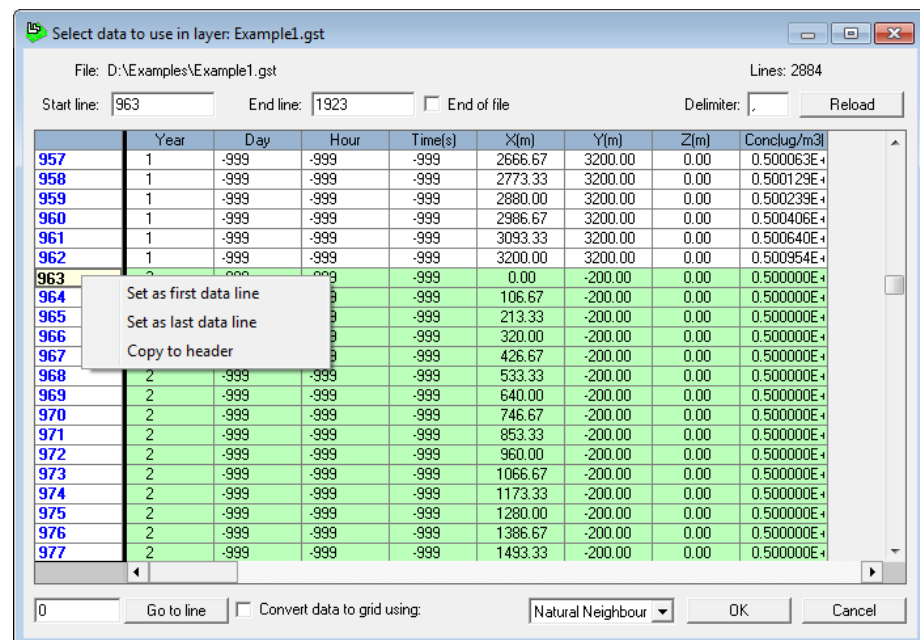 Select data to use in layer: Example1.gst
File: D:\Examples\Example1.gst Lines: 2884
Start line: 963 End line: 1923 End of file Delimiter: , Reload
Year Day Hour Time(s) X(m) Y(m) Z(m) Conc|ug/m3|
957 1 -999 -999 -999 2666.67 3200.00 0.00 0.500063E+
958 1 -999 -999 -999 2773.33 3200.00 0.00 0.500129E+
959 1 -999 -999 -999 2880.00 3200.00 0.00 0.500239E+
960 1 -999 -999 -999 2986.67 3200.00 0.00 0.500406E+
961 1 -999 -999 -999 3093.33 3200.00 0.00 0.500640E+
962 1 -999 -999 -999 3200.00 3200.00 0.00 0.500954E+
963 -999 0.00 -200.00 0.00 0.500000E+
964 Set as first data line -999 106.67 -200.00 0.00 0.500000E+
965 Set as last data line -999 213.33 -200.00 0.00 0.500000E+
966 -999 320.00 -200.00 0.00 0.500000E+
967 Copy to header -999 426.67 -200.00 0.00 0.500000E+
968 2 -999 -999 -999 533.33 -200.00 0.00 0.500000E+
969 2 -999 -999 -999 640.00 -200.00 0.00 0.500000E+
970 2 -999 -999 -999 746.67 -200.00 0.00 0.500000E+
971 2 -999 -999 -999 853.33 -200.00 0.00 0.500000E+
972 2 -999 -999 -999 960.00 -200.00 0.00 0.500000E+
973 2 -999 -999 -999 1066.67 -200.00 0.00 0.500000E+
974 2 -999 -999 -999 1173.33 -200.00 0.00 0.500000E+
975 2 -999 -999 -999 1280.00 -200.00 0.00 0.500000E+
976 2 -999 -999 -999 1386.67 -200.00 0.00 0.500000E+
977 2 -999 -999 -999 1493.33 -200.00 0.00 0.500000E+
0 Go to line Convert data to grid using: Natural Neighbour OK Cancel